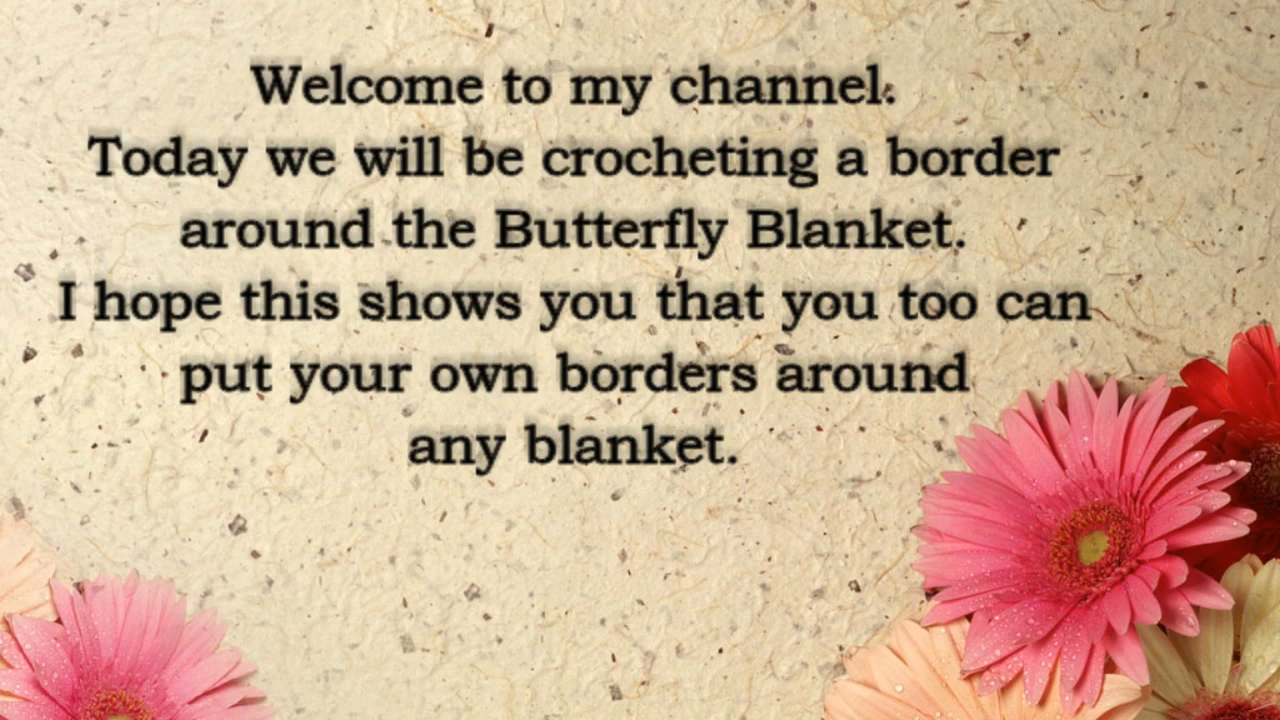 Welcome to my channel.
Today we will be crocheting a border
around the Butterfly Blanket.
I hope this shows you that you too can
put your own borders around
any blanket.